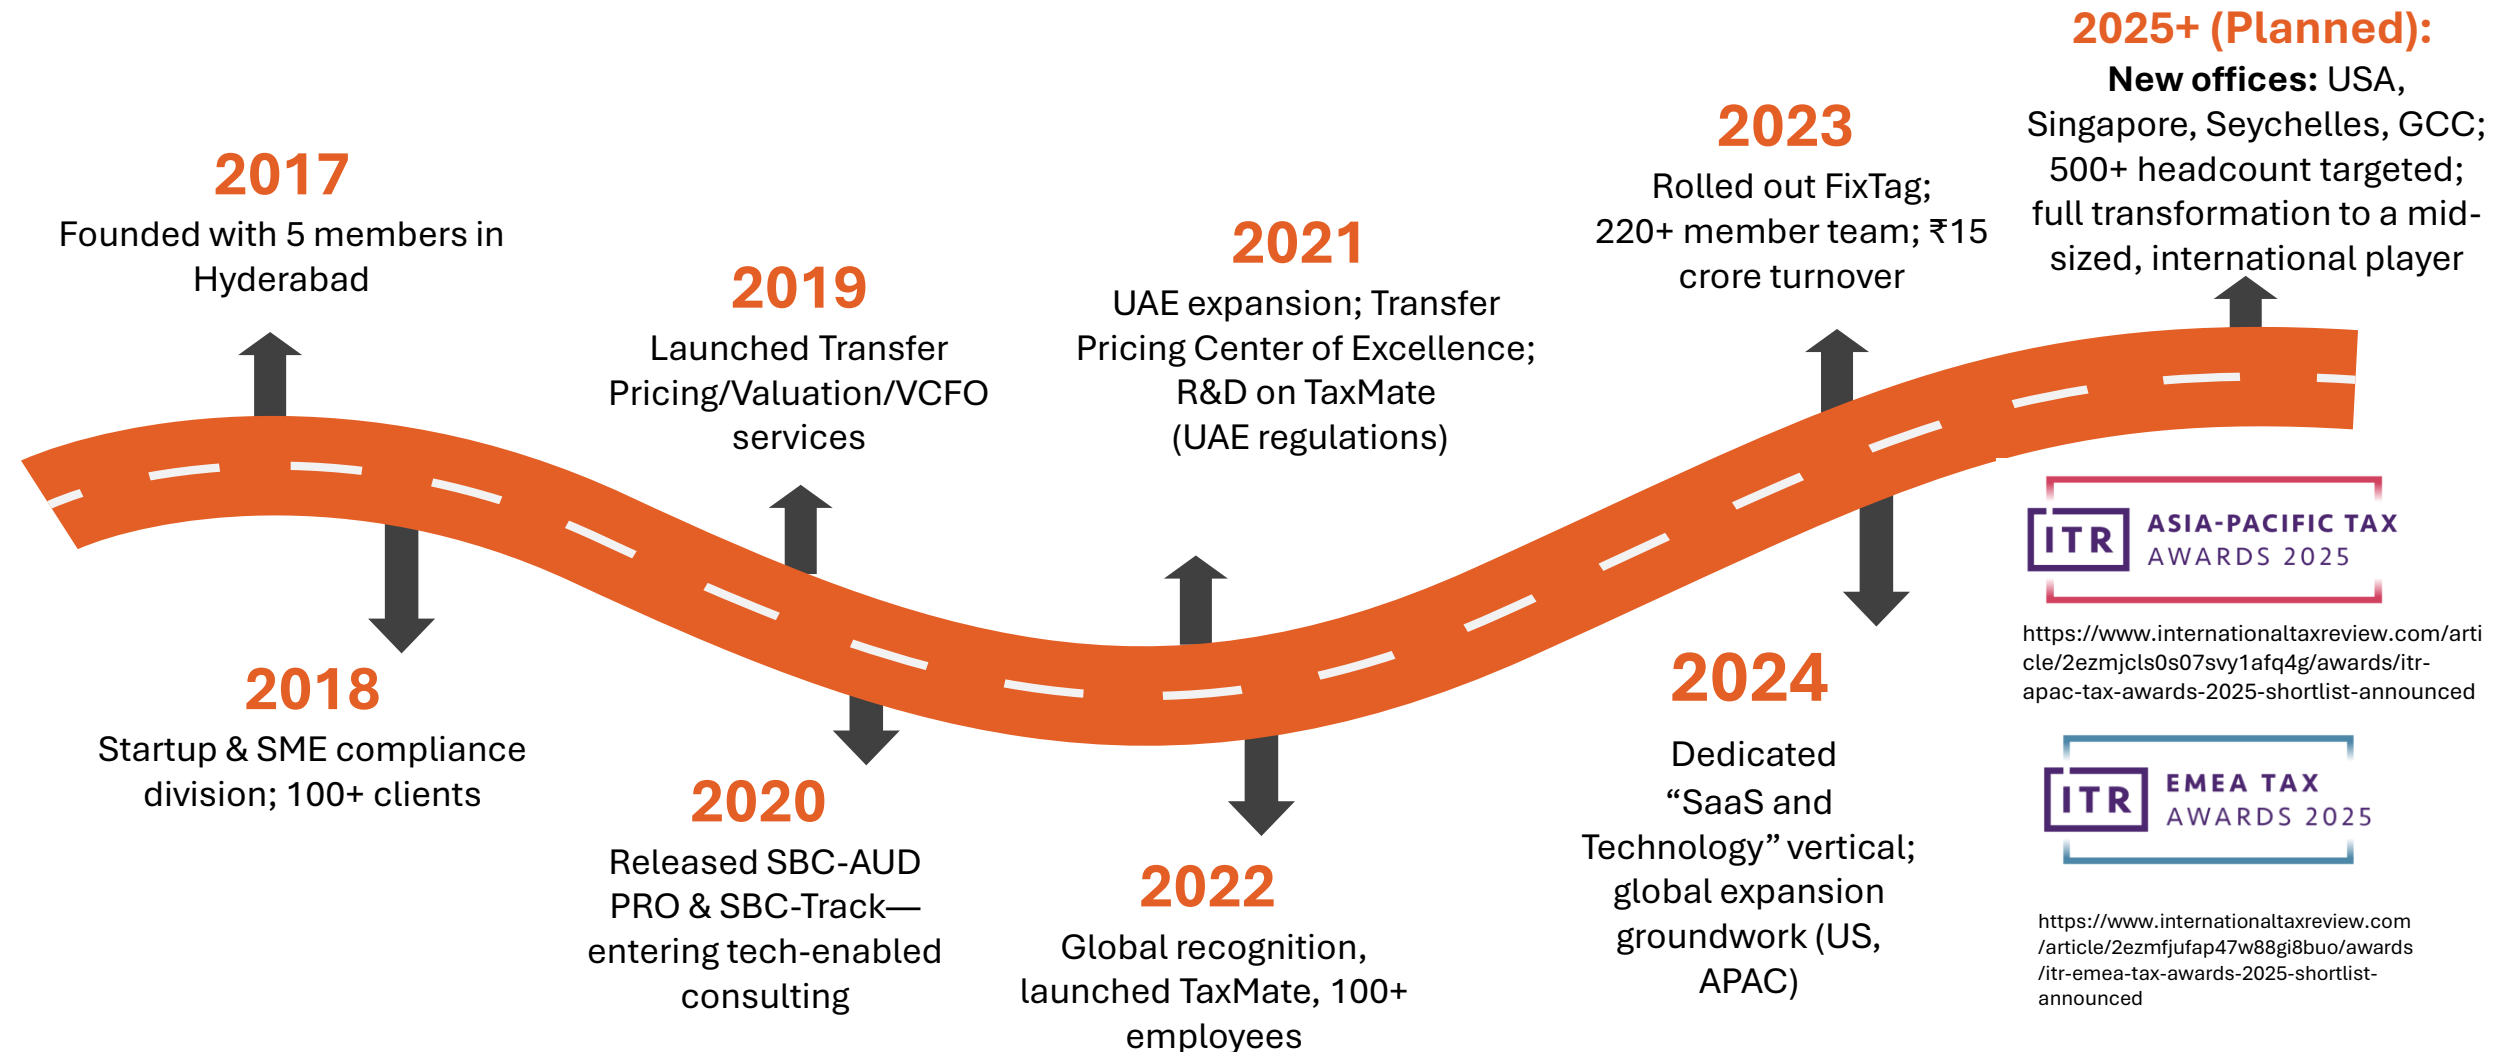 2017
Founded with 5 members in
Hyderabad
2018
Startup & SME compliance
division; 100+ clients
2019
Launched Transfer
Pricing/Valuation/VCFO
services
2020
Released SBC-AUD
PRO & SBC-Track—
entering tech-enabled
consulting
2021
UAE expansion; Transfer
Pricing Center of Excellence;
R&D on TaxMate
(UAE regulations)
2022
Global recognition,
launched TaxMate, 100+
employees
2023
Rolled out FixTag;
220+ member team; ₹15
crore turnover
2024
Dedicated
“SaaS and
Technology” vertical;
global expansion
groundwork (US,
APAC)
2025+ (Planned):
New offices: USA,
Singapore, Seychelles, GCC;
500+ headcount targeted;
full transformation to a mid-
sized, international player
ITR
ASIA-PACIFIC TAX
AWARDS 2025
https://www.internationaltaxreview.com/arti
cle/2ezmjcls0s07svy1afq4g/awards/itr-
apac-tax-awards-2025-shortlist-announced
ITR
EMEA TAX
AWARDS 2025
https://www.internationaltaxreview.com
/article/2ezmfjufap47w88gi8buo/awards
/itr-emea-tax-awards-2025-shortlist-
announced